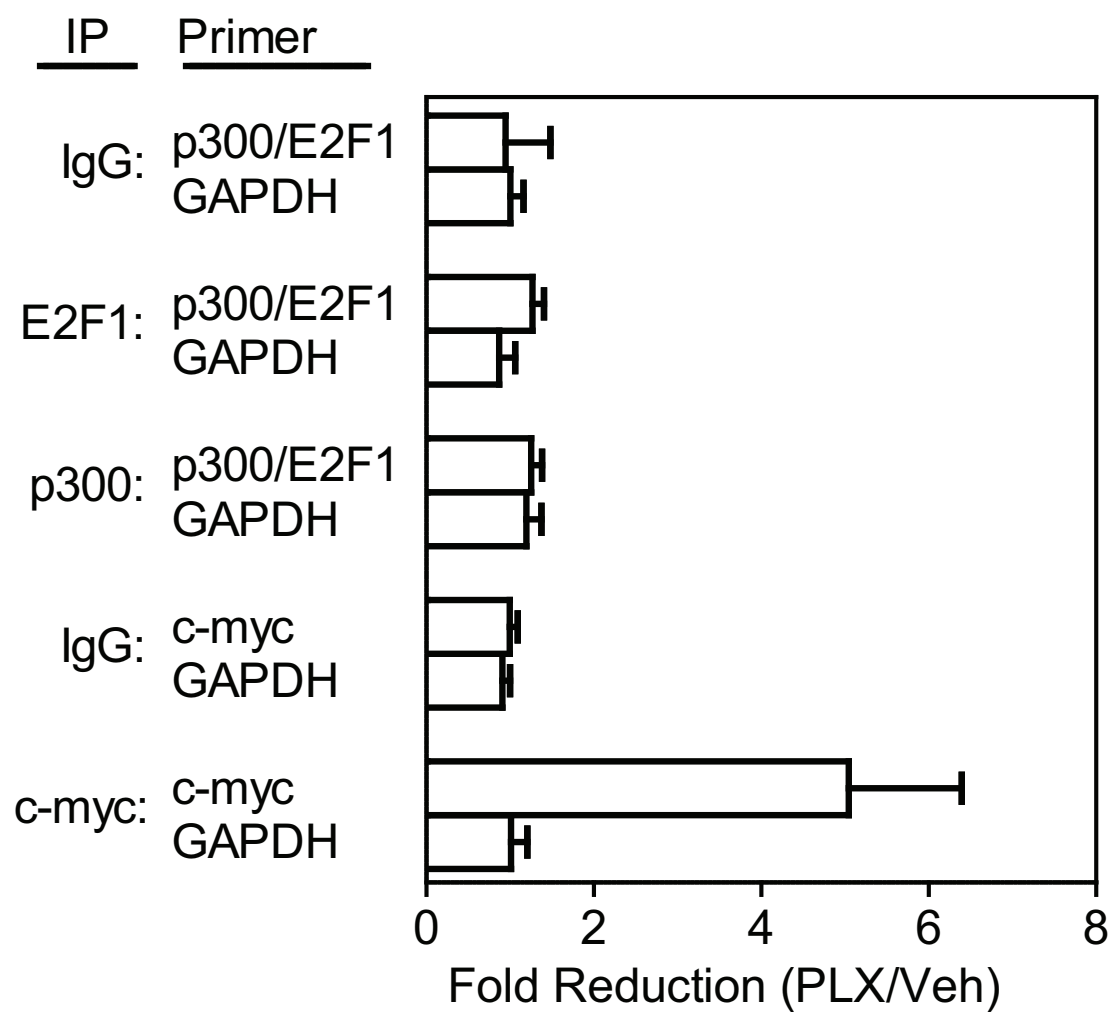 IP Primer
IgG: p300/E2F1
GAPDH
E2F1: p300/E2F1
GAPDH
p300: p300/E2F1
GAPDH
IgG: c-myc
GAPDH
c-myc: c-myc
GAPDH
0 2 4 6 8
Fold Reduction (PLX/Veh)